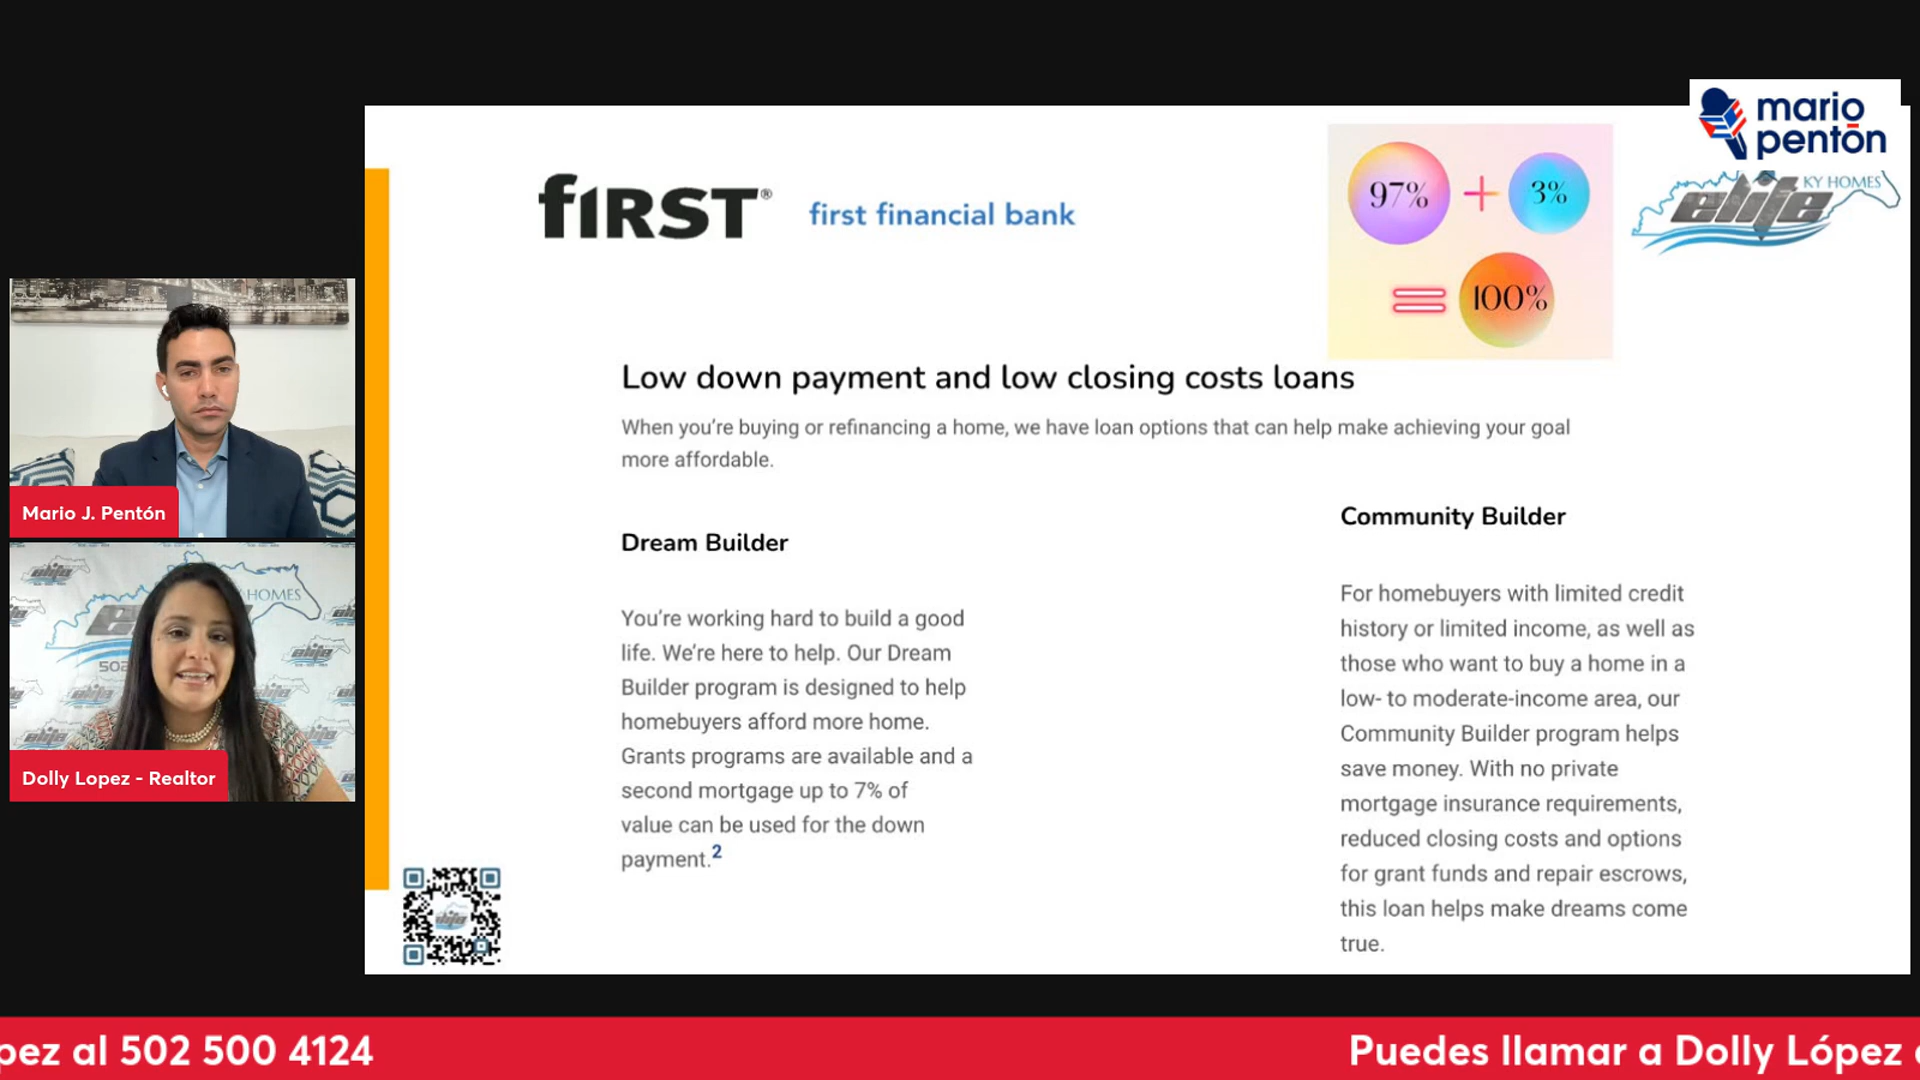 mario
pentón
KY HOMES
elite
fiRST®
first financial bank
97% + 3%
= 100%
Low down payment and low closing costs loans
When you’re buying or refinancing a home, we have loan options that can help make achieving your goal
more affordable.
Dream Builder
You’re working hard to build a good
life. We’re here to help. Our Dream
Builder program is designed to help
homebuyers afford more home.
Grants programs are available and a
second mortgage up to 7% of
value can be used for the down
payment.2
Community Builder
For homebuyers with limited credit
history or limited income, as well as
those who want to buy a home in a
low- to moderate-income area, our
Community Builder program helps
save money. With no private
mortgage insurance requirements,
reduced closing costs and options
for grant funds and repair escrows,
this loan helps make dreams come
true.
Mario J. Pentón
HOMES
502
Dolly Lopez - Realtor
pez al 502 500 4124
Puedes llamar a Dolly López